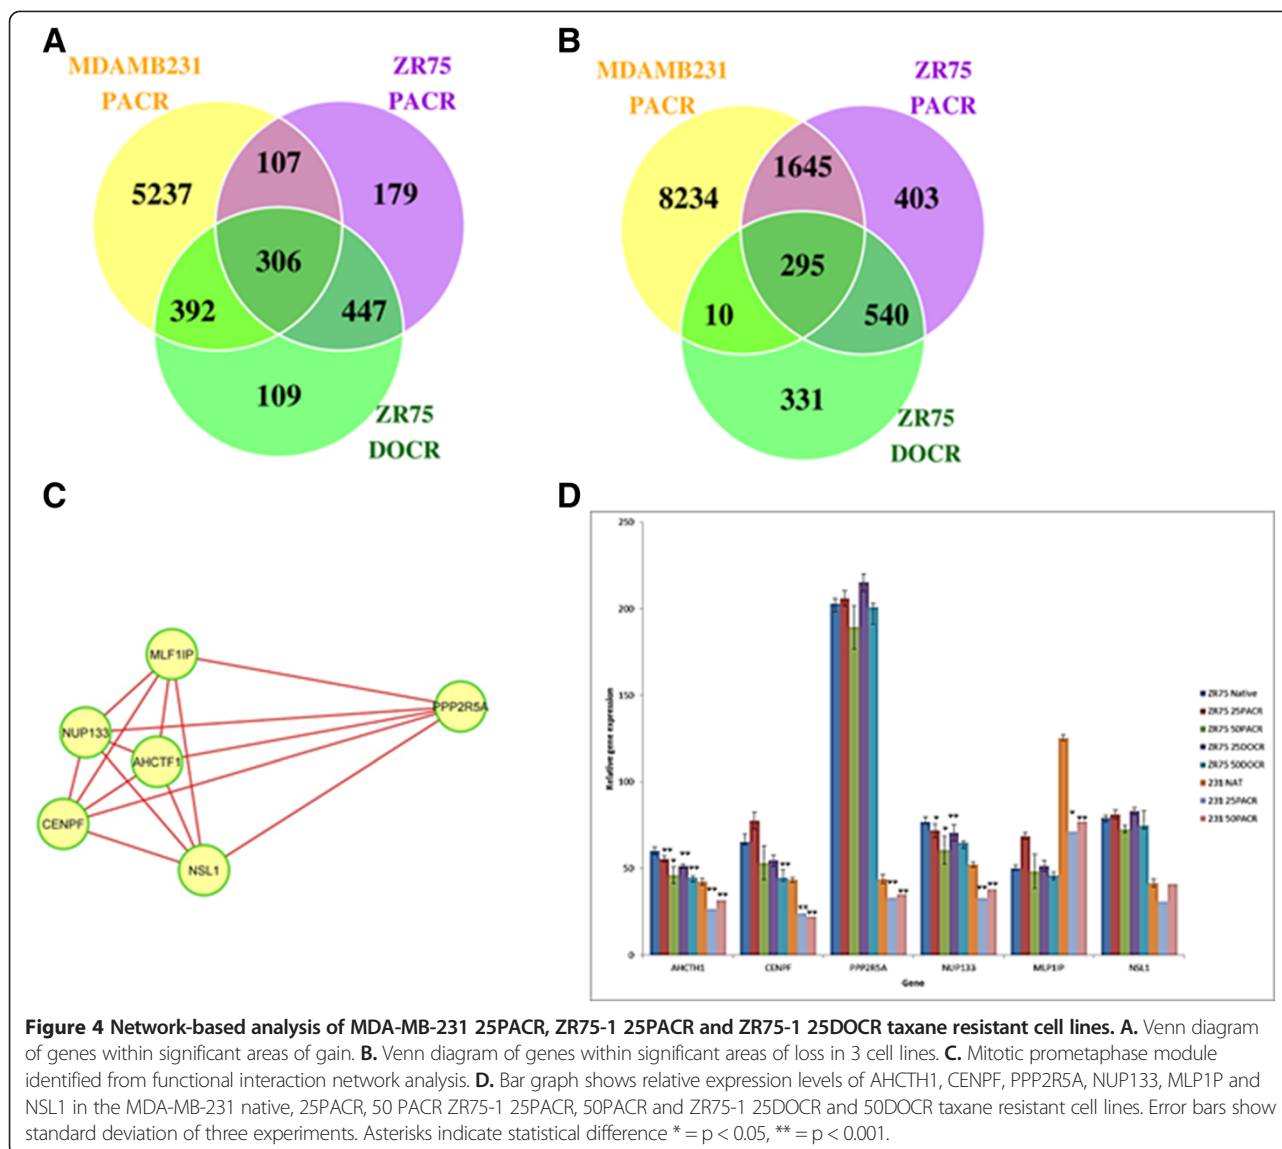 A
MDAMB231
PACR
ZR75
PACR
5237
107
179
306
392
447
109
ZR75
DOCR
B
MDAMB231
PACR
ZR75
PACR
8234
1645
403
295
10
540
331
ZR75
DOCR
C
MLF1IP
PPP2R5A
NUP133
AHCTF1
CENPF
NSL1
D
250
200
150
100
50
0
Relative gene expression
** * ** **
** **
**
** **
** **
* * **
** **
* **
AHCTH1 CENPF PPP2R5A NUP133 MLP1IP NSL1
Gene
ZR75 Native
ZR75 25PACR
ZR75 50PACR
ZR75 25DOCR
ZR75 50DOCR
231 NAT
231 25PACR
231 50PACR
Figure 4 Network-based analysis of MDA-MB-231 25PACR, ZR75-1 25PACR and ZR75-1 25DOCR taxane resistant cell lines. A. Venn diagram
of genes within significant areas of gain. B. Venn diagram of genes within significant areas of loss in 3 cell lines. C. Mitotic prometaphase module
identified from functional interaction network analysis. D. Bar graph shows relative expression levels of AHCTH1, CENPF, PPP2R5A, NUP133, MLP1P and
NSL1 in the MDA-MB-231 native, 25PACR, 50 PACR ZR75-1 25PACR, 50PACR and ZR75-1 25DOCR and 50DOCR taxane resistant cell lines. Error bars show
standard deviation of three experiments. Asterisks indicate statistical difference * = p < 0.05, ** = p < 0.001.